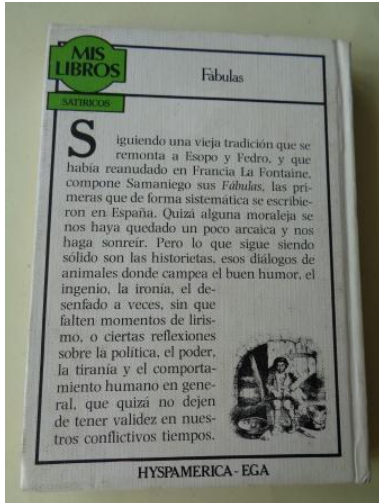 MIS
LIBROS
SATIRICOS
Fábulas
Siguiendo una vieja tradición que se
remonta a Esopo y Fedro, y que
había reanudado en Francia La Fontaine,
compone Samaniego sus Fábulas, las pri-
meras que de forma sistemática se escribie-
ron en España. Quizá alguna moraleja se
nos haya quedado un poco arcaica y nos
haga sonreír. Pero lo que sigue siendo
sólido son las historietas, esos diálogos de
animales donde campea el buen humor, el
ingenio, la ironía, el de-
senfado a veces, sin que
falten momentos de liris-
mo, o ciertas reflexiones
sobre la política, el poder,
la tiranía y el comporta-
miento humano en gene-
ral, que quizá no dejen
de tener validez en nues-
tros conflictivos tiempos.
HYSPAMERICA - EGA